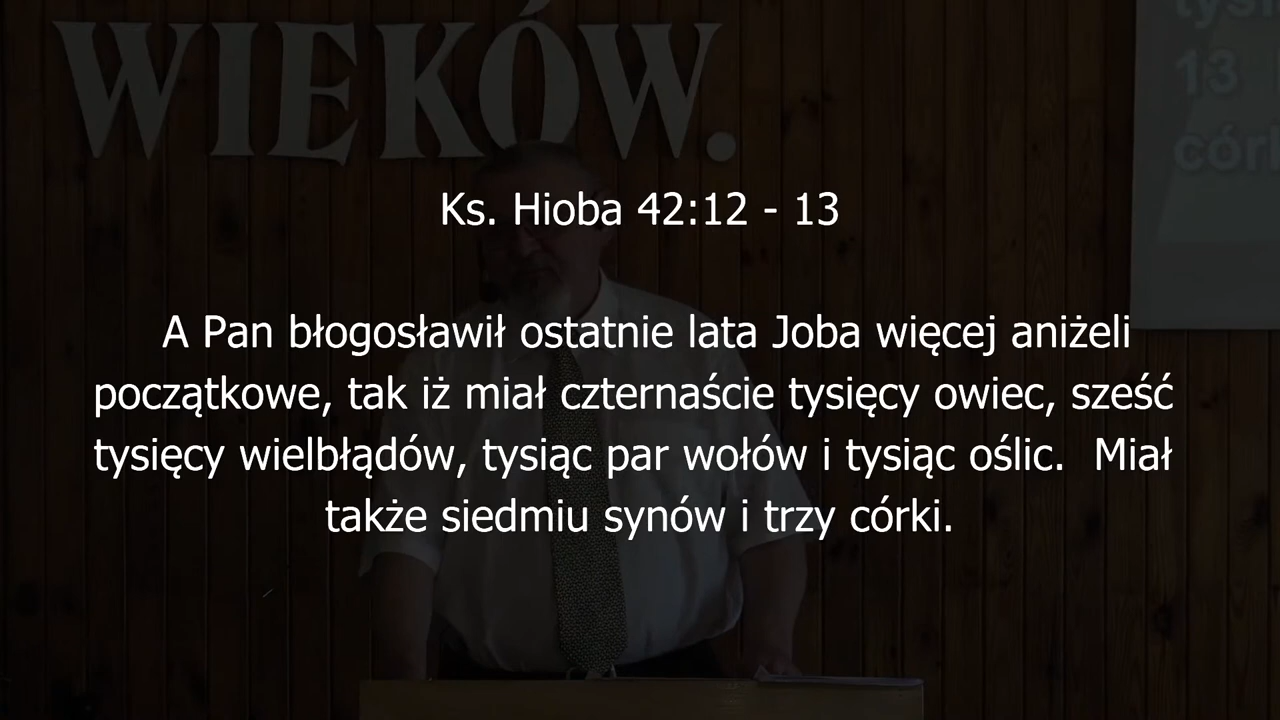 WIEKÓW.
13
Ks. Hioba 42:12 - 13
A Pan błogosławił ostatnie lata Joba więcej aniżeli
początkowe, tak iż miał czternaście tysięcy owiec, sześć
tysięcy wielbłądów, tysiąc par wołów i tysiąc oślic.  Miał
także siedmiu synów i trzy córki.